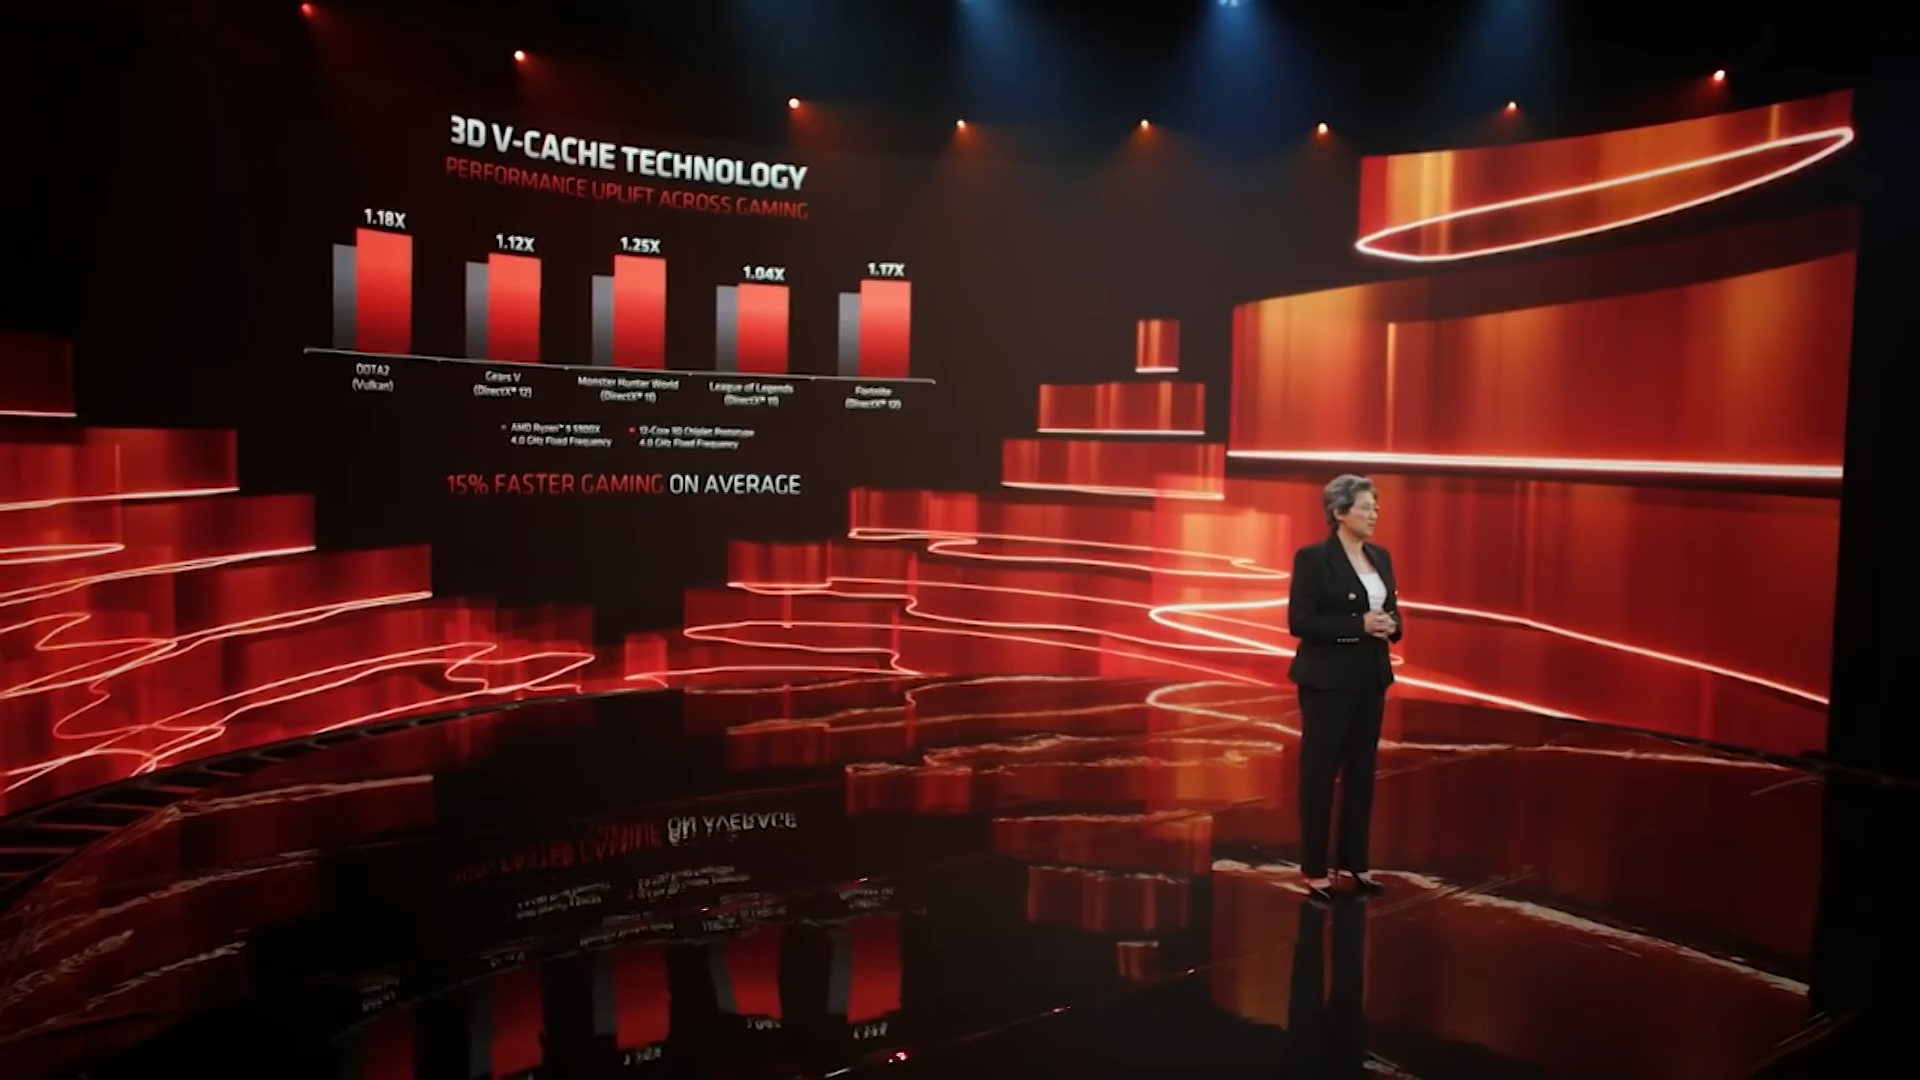 3D V-CACHE TECHNOLOGY
PERFORMANCE UPLIFT ACROSS GAMING
1.18X
1.12X
1.25X
1.04X
1.17X
DOTA2
(Vulkan)
Gears V
(DirectX® 12)
Monster Hunter World
(DirectX® 11)
League of Legends
(DirectX® 11)
Fortnite
(DirectX® 12)
AMD Ryzen™ 9 5900X
4.0 GHz Fixed Frequency
12-Core 3D Chiplet Prototype
4.0 GHz Fixed Frequency
15% FASTER GAMING ON AVERAGE